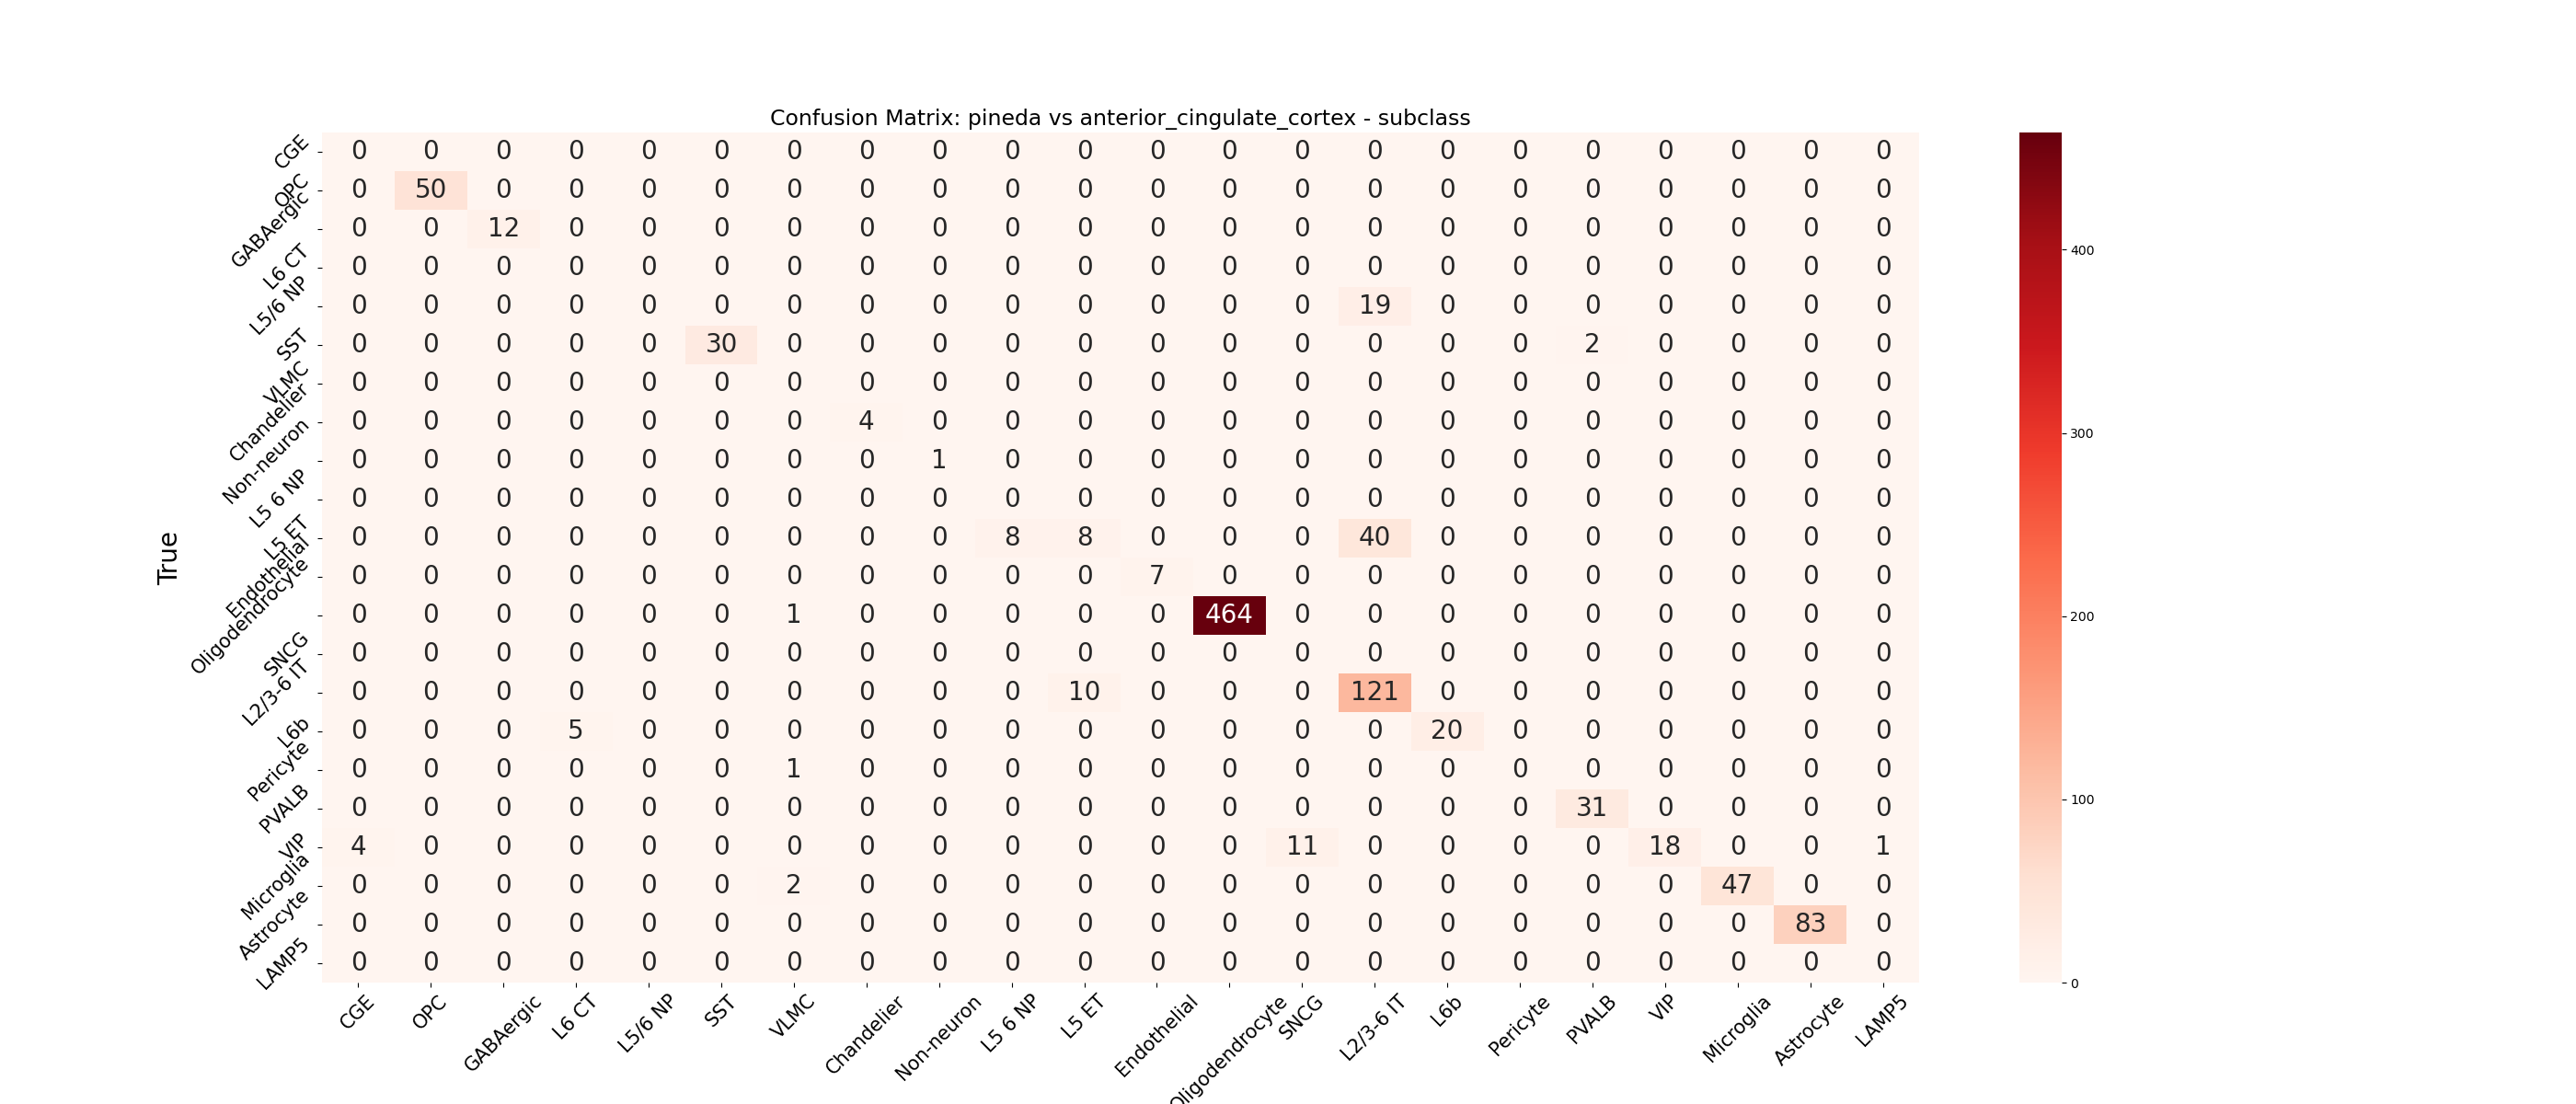 Confusion Matrix: pineda vs anterior_cingulate_cortex - subclass
True
CGE 0 0 0 0 0 0 0 0 0 0 0 0 0 0 0 0 0 0 0 0 0 0
OPC 0 50 0 0 0 0 0 0 0 0 0 0 0 0 0 0 0 0 0 0 0 0
GABAergic 0 0 12 0 0 0 0 0 0 0 0 0 0 0 0 0 0 0 0 0 0 0
L6 CT 0 0 0 0 0 0 0 0 0 0 0 0 0 0 0 0 0 0 0 0 0 0
L5/6 NP 0 0 0 0 0 0 0 0 0 0 0 0 0 0 19 0 0 0 0 0 0 0
SST 0 0 0 0 0 30 0 0 0 0 0 0 0 0 0 0 0 2 0 0 0 0
VLMC 0 0 0 0 0 0 0 0 0 0 0 0 0 0 0 0 0 0 0 0 0 0
Chandelier 0 0 0 0 0 0 0 4 0 0 0 0 0 0 0 0 0 0 0 0 0 0
Non-neuron 0 0 0 0 0 0 0 0 1 0 0 0 0 0 0 0 0 0 0 0 0 0
L5 6 NP 0 0 0 0 0 0 0 0 0 0 0 0 0 0 0 0 0 0 0 0 0 0
L5 ET 0 0 0 0 0 0 0 0 0 8 8 0 0 0 40 0 0 0 0 0 0 0
Endothelial 0 0 0 0 0 0 0 0 0 0 0 7 0 0 0 0 0 0 0 0 0 0
Oligodendrocyte 0 0 0 0 0 0 1 0 0 0 0 0 464 0 0 0 0 0 0 0 0 0
SNCG 0 0 0 0 0 0 0 0 0 0 0 0 0 0 0 0 0 0 0 0 0 0
L2/3-6 IT 0 0 0 0 0 0 0 0 0 0 10 0 0 0 121 0 0 0 0 0 0 0
L6b 0 0 0 5 0 0 0 0 0 0 0 0 0 0 0 20 0 0 0 0 0 0
Pericyte 0 0 0 0 0 0 1 0 0 0 0 0 0 0 0 0 0 0 0 0 0 0
PVALB 0 0 0 0 0 0 0 0 0 0 0 0 0 0 0 0 0 31 0 0 0 0
VIP 4 0 0 0 0 0 0 0 0 0 0 0 0 11 0 0 0 0 18 0 0 1
Microglia 0 0 0 0 0 0 2 0 0 0 0 0 0 0 0 0 0 0 0 47 0 0
Astrocyte 0 0 0 0 0 0 0 0 0 0 0 0 0 0 0 0 0 0 0 0 83 0
LAMP5 0 0 0 0 0 0 0 0 0 0 0 0 0 0 0 0 0 0 0 0 0 0
CGE OPC GABAergic L6 CT L5/6 NP SST VLMC Chandelier Non-neuron L5 6 NP L5 ET Endothelial Oligodendrocyte SNCG L2/3-6 IT L6b Pericyte PVALB VIP Microglia Astrocyte LAMP5
400
300
200
100
0